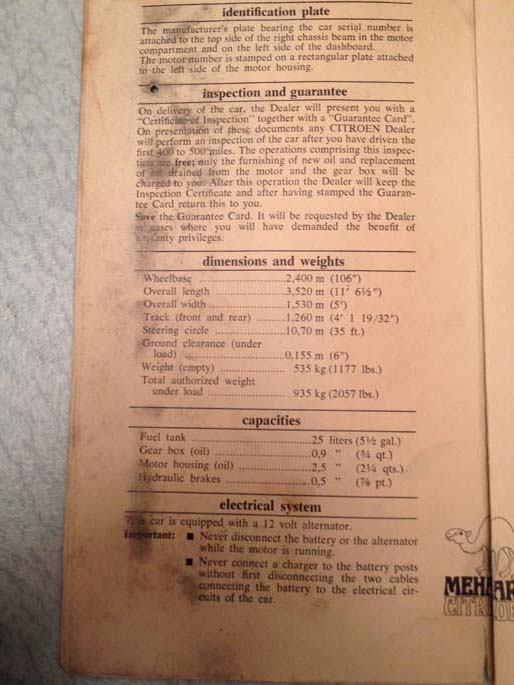 identification plate
The manufacturer's plate bearing the car serial number is
attached to the top side of the right chassis beam in the motor
compartment and on the left side of the dashboard.
The motor number is stamped on a rectangular plate attached
to the left side of the motor housing.
inspection and guarantee
On delivery of the car, the Dealer will present you with a
"Certificate of Inspection" together with a "Guarantee Card".
On presentation of these documents any CITROEN Dealer
will perform an inspection of the car after you have driven the
first 400 to 500 miles. The operations comprising this inspec-
tion are free; only the furnishing of new oil and replacement
of oil drained from the motor and the gear box will be
charged to you. After this operation the Dealer will keep the
Inspection Certificate and after having stamped the Guaran-
tee Card return this to you.
Save the Guarantee Card. It will be requested by the Dealer
in cases where you will have demanded the benefit of
warranty privileges.
dimensions and weights
Wheelbase ........................2,400 m (106")
Overall length ........................3,520 m (11' 6½")
Overall width ........................1,530 m (5')
Track (front and rear) ........1,260 m (4' 1 19/32")
Steering circle ........................10,70 m (35 ft.)
Ground clearance (under
load) ........................0,155 m (6")
Weight (empty) ........................ 535 kg (1177 lbs.)
Total authorized weight
under load ........................ 935 kg (2057 lbs.)
capacities
Fuel tank ........................25 liters (5½ gal.)
Gear box (oil) ........................0,9 " (¾ qt.)
Motor housing (oil) ................2,5 " (2¼ qts.)
Hydraulic brakes ........................0,5 " (⅞ pt.)
electrical system
This car is equipped with a 12 volt alternator.
Important: ■ Never disconnect the battery or the alternator
while the motor is running.
■ Never connect a charger to the battery posts
without first disconnecting the two cables
connecting the battery to the electrical cir-
cuits of the car.
MEHAR